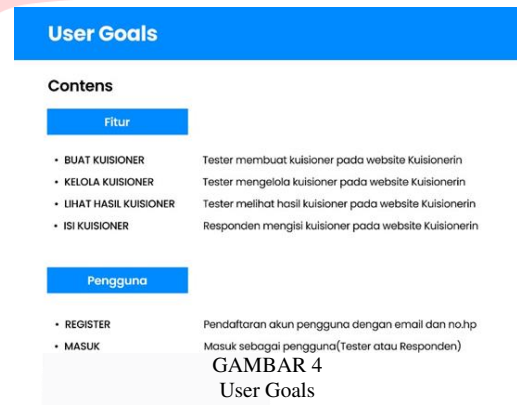 User Goals
Contens
Fitur
• BUAT KUISIONER Tester membuat kuisioner pada website Kuisionerin
• KELOLA KUISIONER Tester mengelola kuisioner pada website Kuisionerin
• LIHAT HASIL KUISIONER Tester melihat hasil kuisioner pada website Kuisionerin
• ISI KUISIONER Responden mengisi kuisioner pada website Kuisionerin
Pengguna
• REGISTER Pendaftaran akun pengguna dengan email dan no.hp
• MASUK Masuk sebagai pengguna(Tester atau Responden)
GAMBAR 4
User Goals